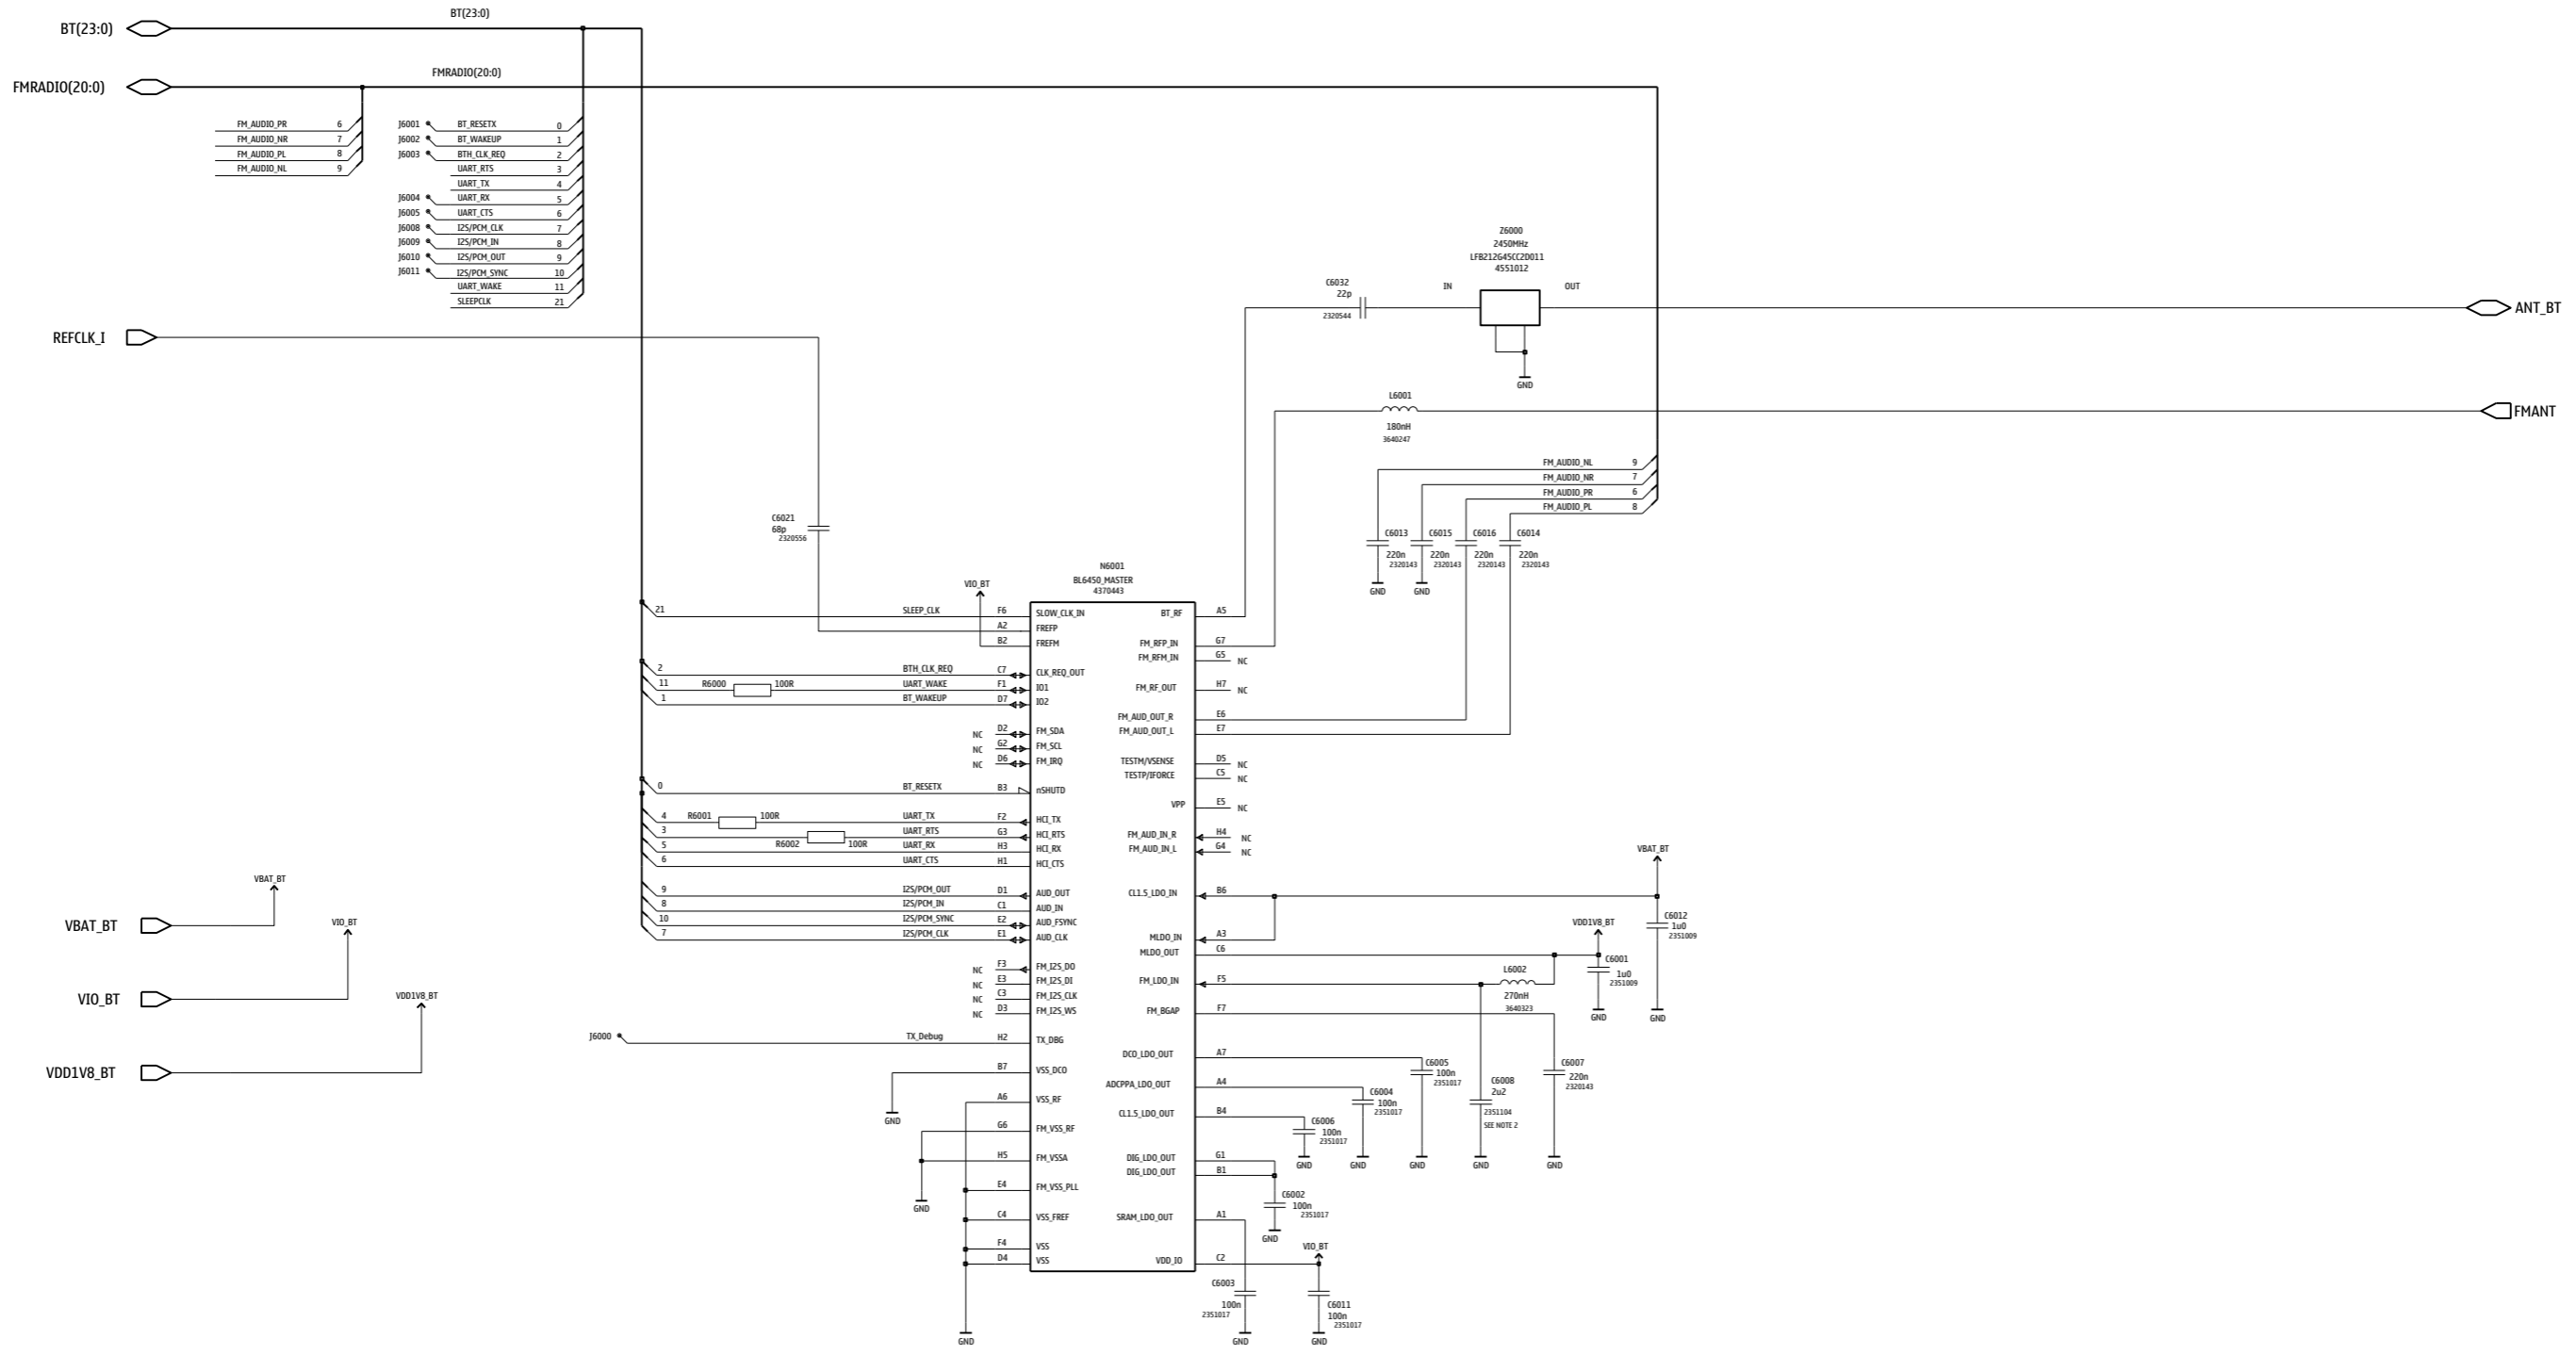 BT(23:0)
BT(23:0)
FMRADIO(20:0)
FMRADIO(20:0)
FM_AUDIO_PR 6
FM_AUDIO_NR 7
FM_AUDIO_PL 8
FM_AUDIO_NL 9
J6001 BT_RESETX 0
J6002 BT_WAKEUP 1
J6003 BTH_CLK_REQ 2
UART_RTS 3
UART_TX 4
J6004 UART_RX 5
J6005 UART_CTS 6
J6008 I2S/PCM_CLK 7
J6009 I2S/PCM_IN 8
J6010 I2S/PCM_OUT 9
J6011 I2S/PCM_SYNC 10
UART_WAKE 11
SLEEPCLK 21
REFCLK_I
Z6000
2450MHz
LFB212G45CC2D011
4551012
IN
OUT
GND
C6032
22p
2320544
ANT_BT
L6001
180nH
3640247
FMANT
FM_AUDIO_NL 9
FM_AUDIO_NR 7
FM_AUDIO_PR 6
FM_AUDIO_PL 8
C6013
220n
2320143
GND
C6015
220n
2320143
GND
C6016
220n
2320143
C6014
220n
2320143
C6021
68p
2320556
N6001
BL6450_MASTER
4370443
VIO_BT
21 SLEEP_CLK F6 SLOW_CLK_IN
A2 FREFP
B2 FREFM
2 BTH_CLK_REQ C7 CLK_REQ_OUT
11 R6000 100R UART_WAKE F1 IO1
1 BT_WAKEUP D7 IO2
NC D2 FM_SDA
NC G2 FM_SCL
NC D6 FM_IRQ
0 BT_RESETX B3 nSHUTD
4 R6001 100R UART_TX F2 HCI_TX
3 R6002 100R UART_RTS G3 HCI_RTS
5 UART_RX H3 HCI_RX
6 UART_CTS H1 HCI_CTS
9 I2S/PCM_OUT D1 AUD_OUT
8 I2S/PCM_IN C1 AUD_IN
10 I2S/PCM_SYNC E2 AUD_FSYNC
7 I2S/PCM_CLK E1 AUD_CLK
NC F3 FM_I2S_DO
NC E3 FM_I2S_DI
NC C3 FM_I2S_CLK
NC D3 FM_I2S_WS
J6000 TX_Debug H2 TX_DBG
B7 VSS_DCO
GND
A6 VSS_RF
G6 FM_VSS_RF
H5 FM_VSSA
GND
E4 FM_VSS_PLL
C4 VSS_FREF
F4 VSS
D4 VSS
GND
BT_RF A5
FM_RFP_IN G7
FM_RFM_IN G5 NC
FM_RF_OUT H7 NC
FM_AUD_OUT_R E6
FM_AUD_OUT_L E7
TESTM/VSENSE D5 NC
TESTP/IFORCE C5 NC
VPP E5 NC
FM_AUD_IN_R H4 NC
FM_AUD_IN_L G4 NC
CL1.5_LDO_IN B6
MLDO_IN A3
MLDO_OUT C6
FM_LDO_IN F5
FM_BGAP F7
DCO_LDO_OUT A7
ADCPPA_LDO_OUT A4
CL1.5_LDO_OUT B4
DIG_LDO_OUT G1
DIG_LDO_OUT B1
SRAM_LDO_OUT A1
VDD_IO C2
VBAT_BT
C6012
1u0
2351009
GND
VDD1V8_BT
C6001
1u0
2351009
GND
L6002
270nH
3640323
C6007
220n
2320143
GND
C6008
2u2
2351104
SEE NOTE 2
GND
C6005
100n
2351017
GND
C6004
100n
2351017
GND
C6006
100n
2351017
GND
C6002
100n
2351017
GND
C6003
100n
2351017
GND
VIO_BT
C6011
100n
2351017
GND
VBAT_BT
VBAT_BT
VIO_BT
VIO_BT
VDD1V8_BT
VDD1V8_BT